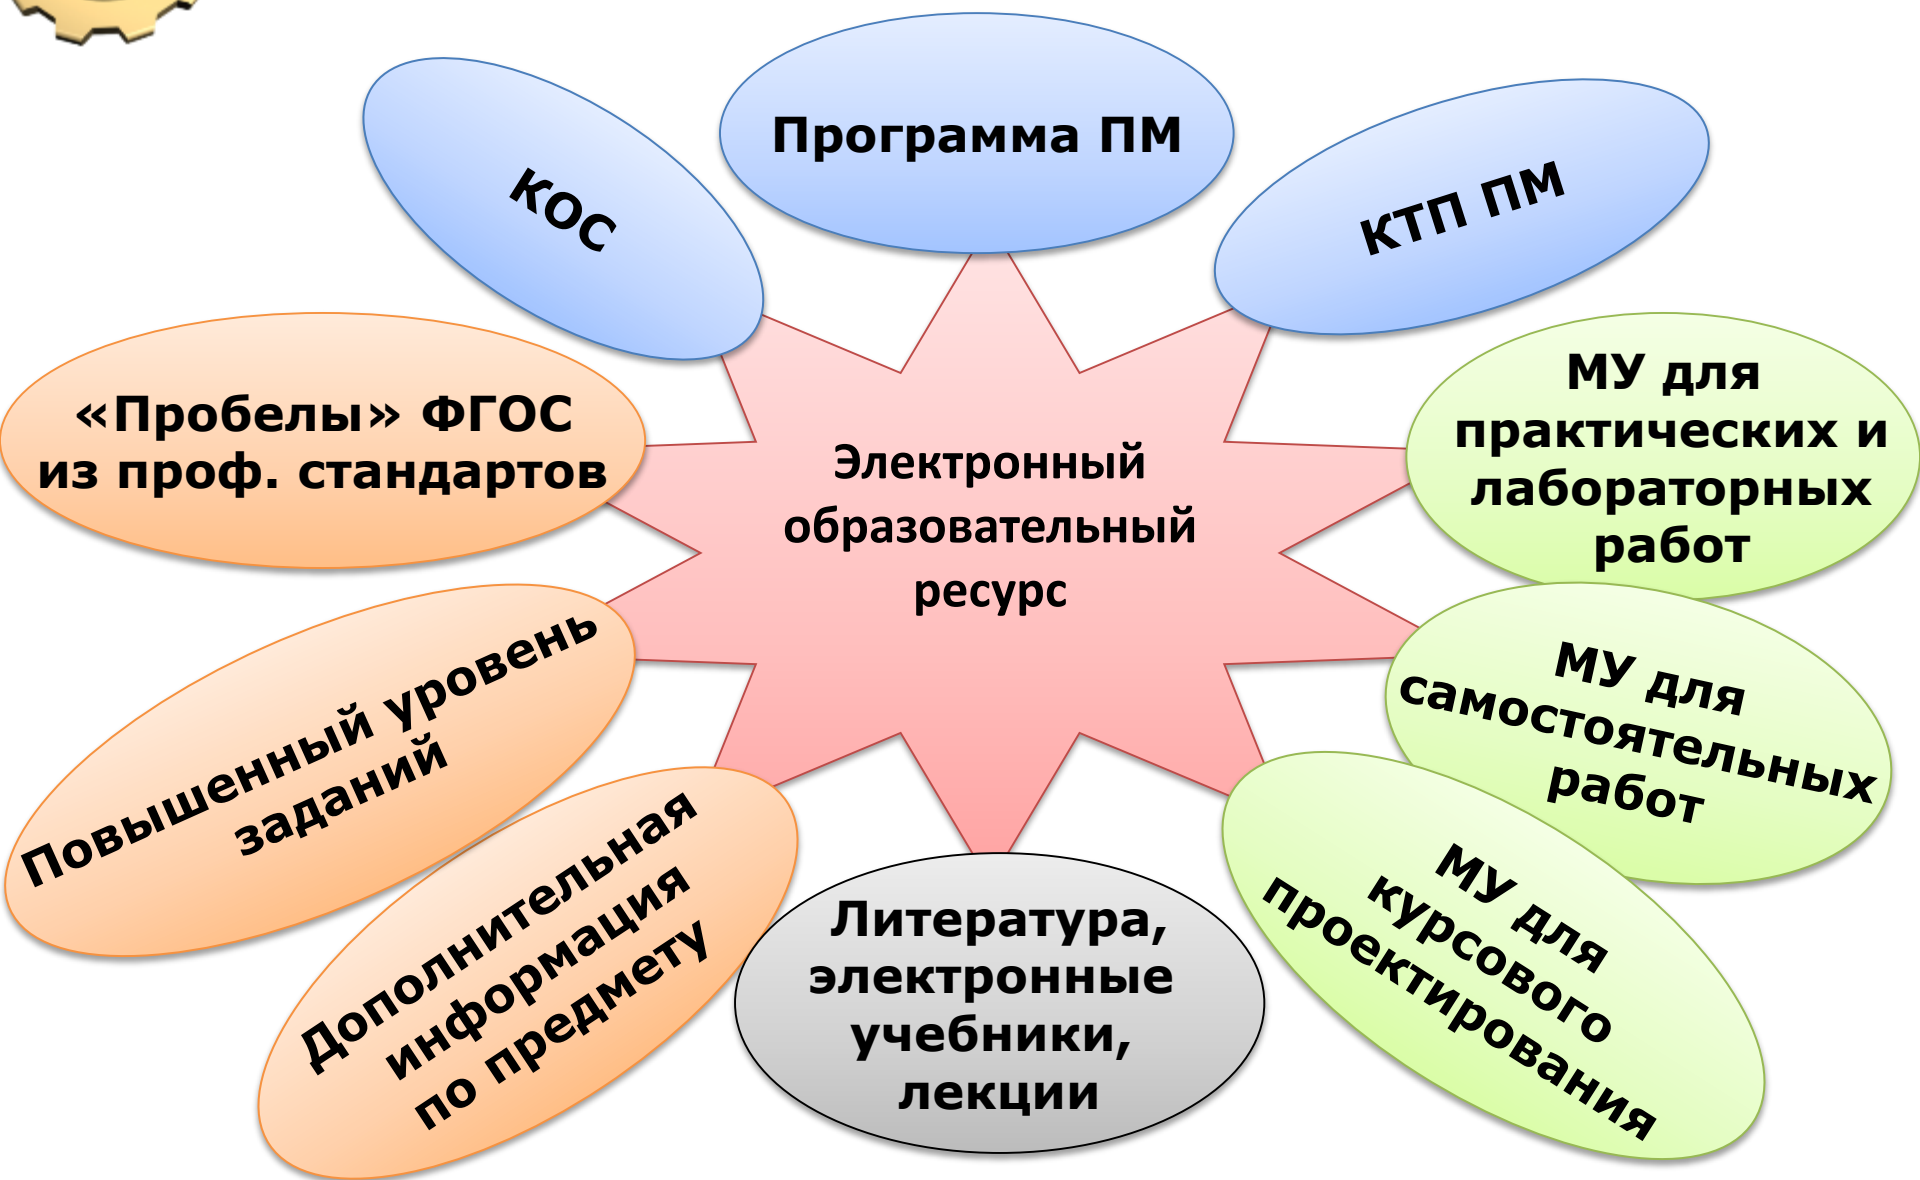 Программа ПМ
КОС
КТП ПМ
«Пробелы» ФГОС
из проф. стандартов
Электронный
образовательный
ресурс
МУ для
практических и
лабораторных
работ
Повышенный уровень
заданий
МУ для
самостоятельных
работ
Дополнительная
информация
по предмету
Литература,
электронные
учебники,
лекции
МУ для
курсового
проектирования